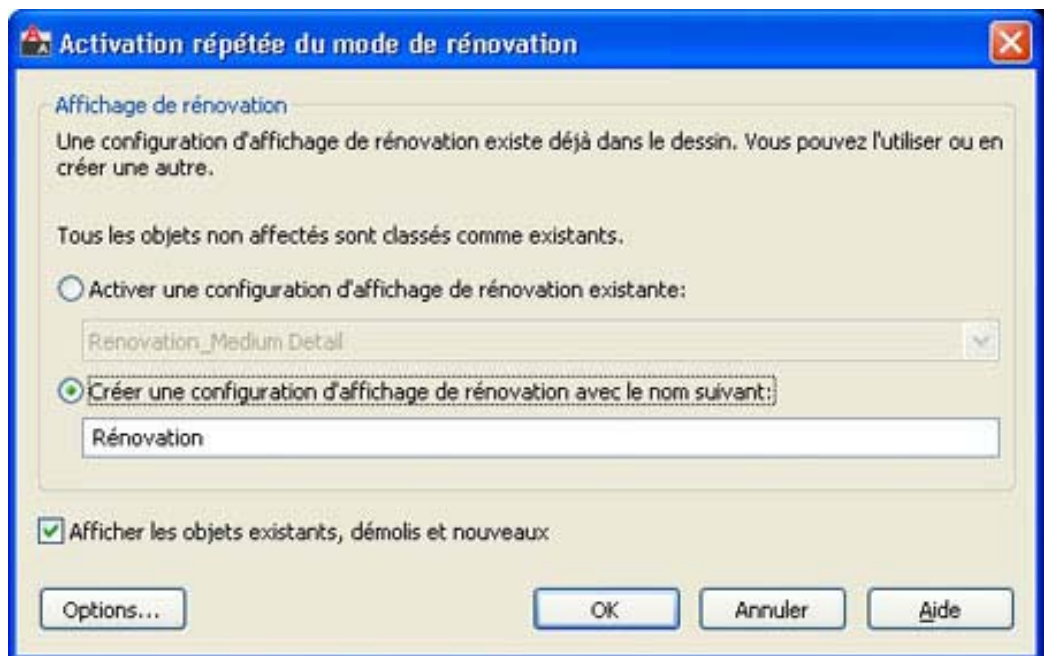 Activation répétée du mode de rénovation
Affichage de rénovation
Une configuration d'affichage de rénovation existe déjà dans le dessin. Vous pouvez l'utiliser ou en
créer une autre.
Tous les objets non affectés sont classés comme existants.
Activer une configuration d'affichage de rénovation existante:
Renovation_Medium Detail
Créer une configuration d'affichage de rénovation avec le nom suivant:
Rénovation
Afficher les objets existants, démolis et nouveaux
Options... OK Annuler Aide